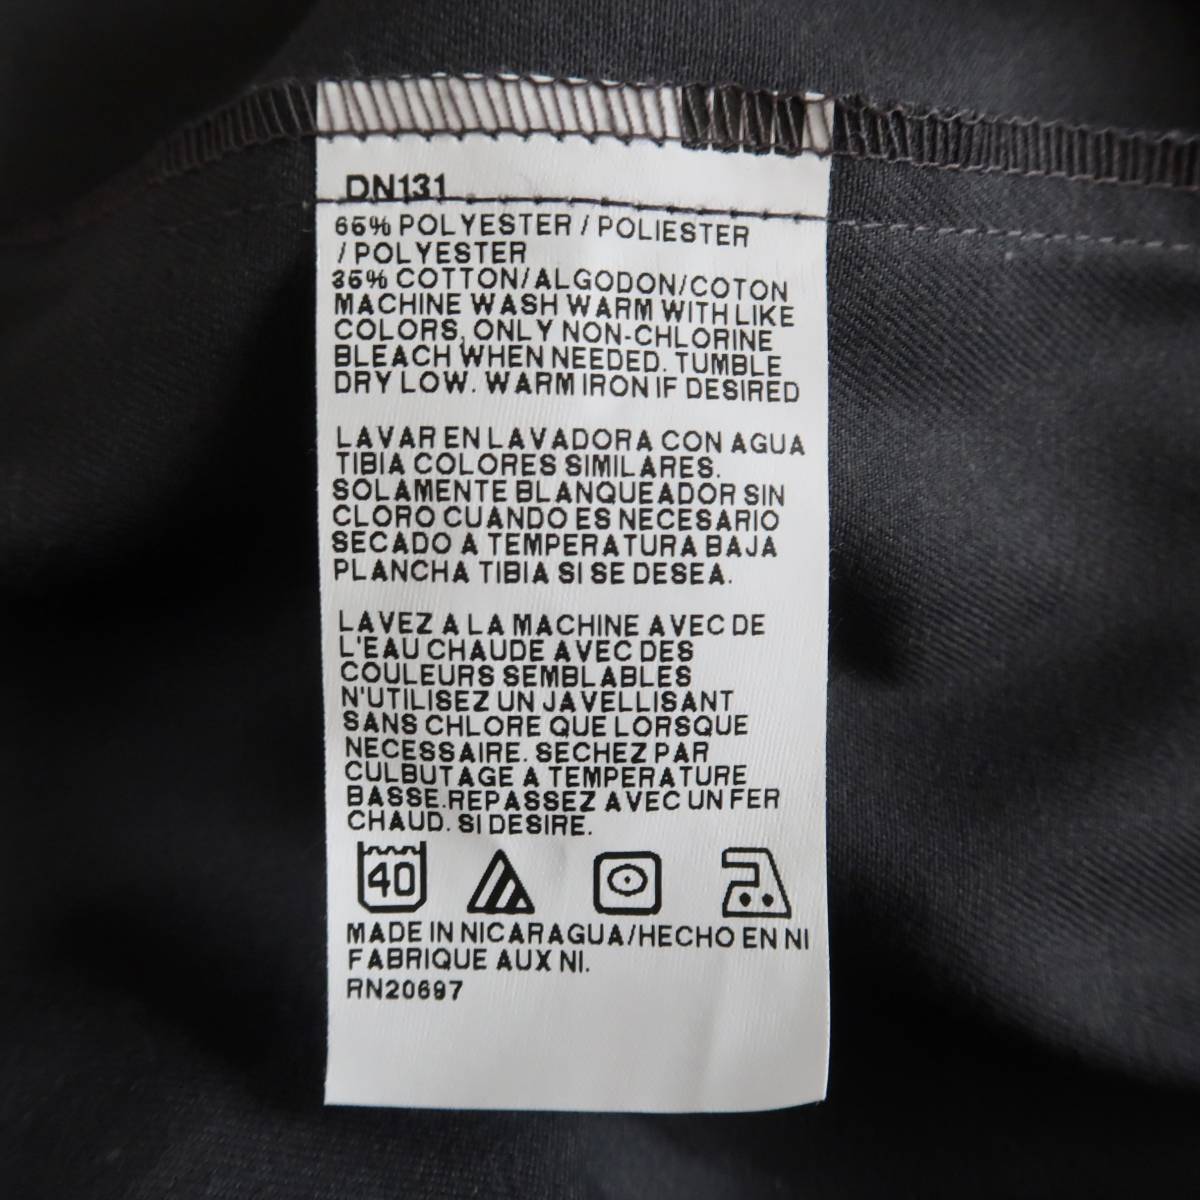 DN131
65% POLYESTER / POLIESTER
/ POLYESTER
35% COTTON/ALGODON/COTON
MACHINE WASH WARM WITH LIKE
COLORS, ONLY NON-CHLORINE
BLEACH WHEN NEEDED. TUMBLE
DRY LOW. WARM IRON IF DESIRED
LAVAR EN LAVADORA CON AGUA
TIBIA COLORES SIMILARES.
SOLAMENTE BLANQUEADOR SIN
CLORO CUANDO ES NECESARIO
SECADO A TEMPERATURA BAJA
PLANCHA TIBIA SI SE DESEA.
LAVEZ A LA MACHINE AVEC DE
L'EAU CHAUDE AVEC DES
COULEURS SEMBLABLES
N'UTILISEZ UN JAVELLISANT
SANS CHLORE QUE LORSQUE
NECESSAIRE. SECHEZ PAR
CULBUTAGE A TEMPERATURE
BASSE.REPASSEZ AVEC UN FER
CHAUD. SI DESIRE.
40
MADE IN NICARAGUA/HECHO EN NI
FABRIQUE AUX NI.
RN20697